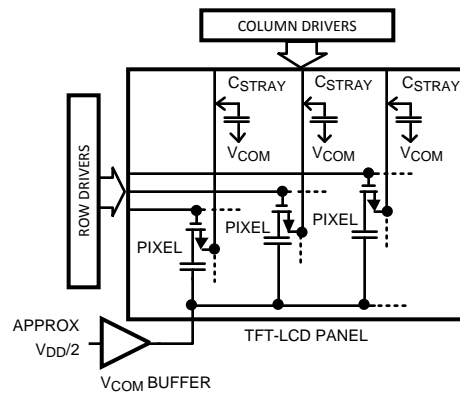 COLUMN DRIVERS
CSTRAY CSTRAY CSTRAY
VCOM VCOM VCOM
ROW DRIVERS
PIXEL PIXEL PIXEL
APPROX
VDD/2
TFT-LCD PANEL
VCOM BUFFER